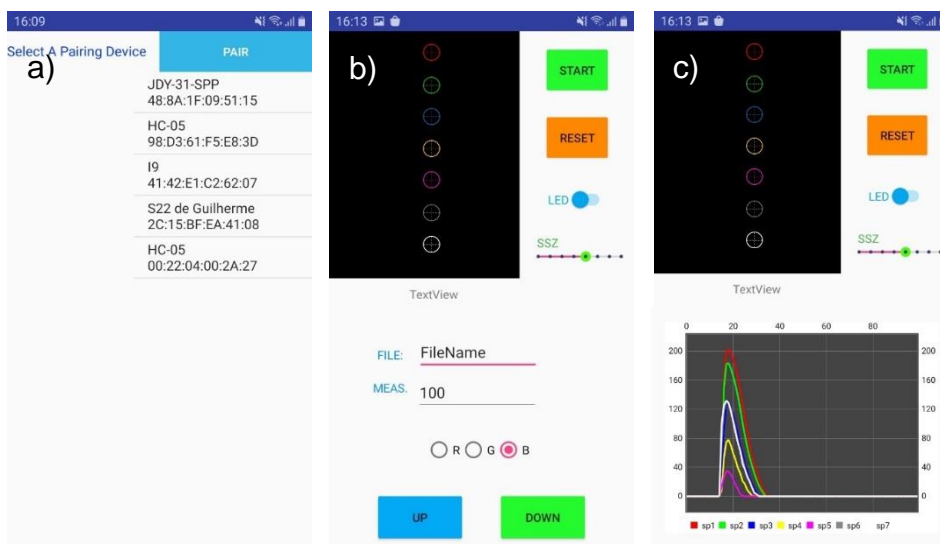 16:09
Select A Pairing Device
PAIR
a)
JDY-31-SPP
48:8A:1F:09:51:15
HC-05
98:D3:61:F5:E8:3D
I9
41:42:E1:C2:62:07
S22 de Guilherme
2C:15:BF:EA:41:08
HC-05
00:22:04:00:2A:27
16:13
b)
START
RESET
LED
SSZ
TextView
FILE: FileName
MEAS. 100
R G B
UP DOWN
16:13
c)
START
RESET
LED
SSZ
TextView
0 20 40 60 80
200 200
160 160
120 120
80 80
40 40
0 0
sp1 sp2 sp3 sp4 sp5 sp6 sp7